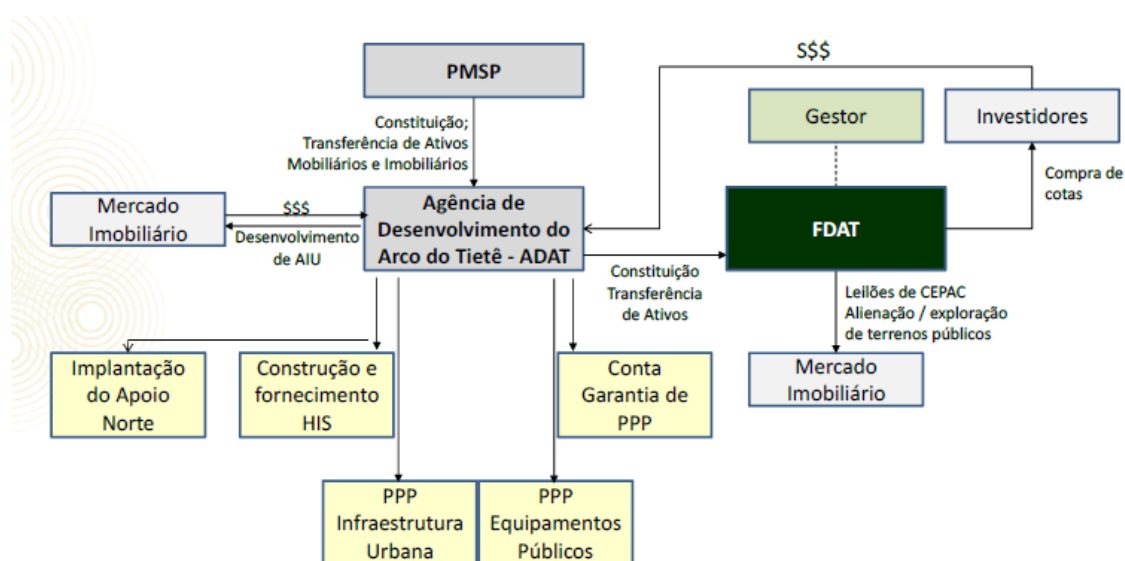 S$$
PMSP
Gestor
Investidores
Constituição;
Transferência de Ativos
Mobiliários e Imobiliários
Compra de
cotas
Mercado
Imobiliário
$$$
Desenvolvimento
de AIU
Agência de
Desenvolvimento do
Arco do Tietê - ADAT
FDAT
Constituição
Transferência
de Ativos
Leilões de CEPAC
Alienação / exploração
de terrenos públicos
Implantação
do Apoio
Norte
Construção e
fornecimento
HIS
Conta
Garantia de
PPP
Mercado
Imobiliário
PPP
Infraestrutura
Urbana
PPP
Equipamentos
Públicos